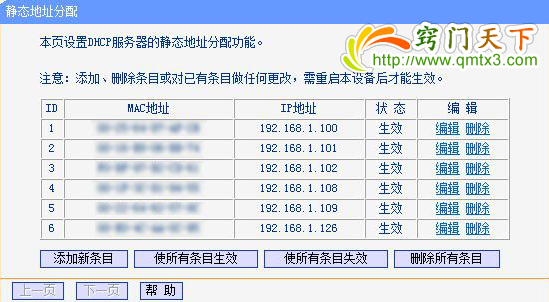 静态地址分配
窍门天下
www.qmtx3.com
本页设置DHCP服务器的静态地址分配功能。
注意：添加、删除条目或对已有条目做任何更改，需重启本设备后才能生效。
ID MAC地址 IP地址 状 态 编 辑
1 192.168.1.100 生效 编辑 删除
2 192.168.1.101 生效 编辑 删除
3 192.168.1.102 生效 编辑 删除
4 192.168.1.108 生效 编辑 删除
5 192.168.1.109 生效 编辑 删除
6 192.168.1.126 生效 编辑 删除
添加新条目 使所有条目生效 使所有条目失效 删除所有条目
上一页 下一页 帮 助